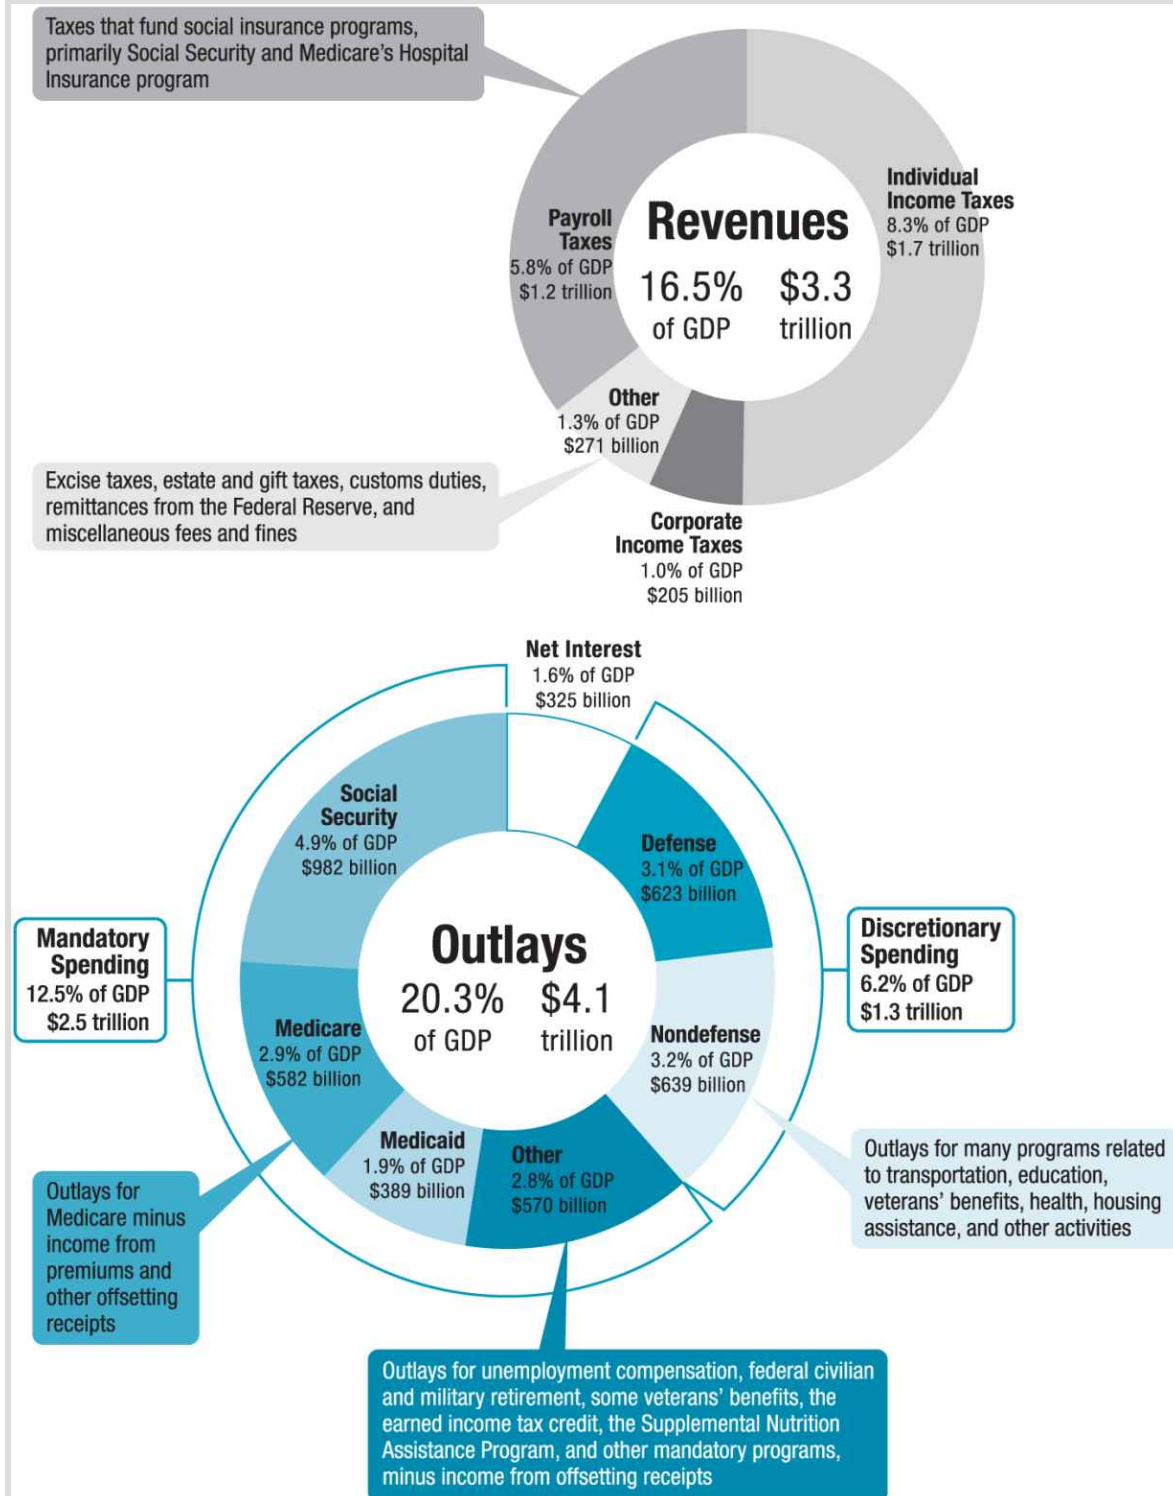 Taxes that fund social insurance programs,
primarily Social Security and Medicare’s Hospital
Insurance program
Individual
Income Taxes
8.3% of GDP
$1.7 trillion
Payroll
Taxes
5.8% of GDP
$1.2 trillion
Revenues
16.5% $3.3
of GDP trillion
Other
1.3% of GDP
$271 billion
Excise taxes, estate and gift taxes, customs duties,
remittances from the Federal Reserve, and
miscellaneous fees and fines
Corporate
Income Taxes
1.0% of GDP
$205 billion
Net Interest
1.6% of GDP
$325 billion
Social
Security
4.9% of GDP
$982 billion
Defense
3.1% of GDP
$623 billion
Mandatory
Spending
12.5% of GDP
$2.5 trillion
Outlays
20.3% $4.1
of GDP trillion
Discretionary
Spending
6.2% of GDP
$1.3 trillion
Medicare
2.9% of GDP
$582 billion
Nondefense
3.2% of GDP
$639 billion
Medicaid
1.9% of GDP
$389 billion
Other
2.8% of GDP
$570 billion
Outlays for
Medicare minus
income from
premiums and
other offsetting
receipts
Outlays for many programs related
to transportation, education,
veterans’ benefits, health, housing
assistance, and other activities
Outlays for unemployment compensation, federal civilian
and military retirement, some veterans’ benefits, the
earned income tax credit, the Supplemental Nutrition
Assistance Program, and other mandatory programs,
minus income from offsetting receipts